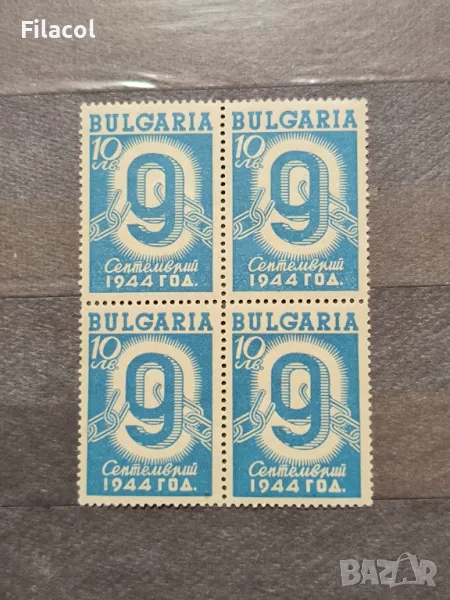 Filacol
BULGARIA BULGARIA
10 лв. 10 лв.
9 9
Септемврий Септемврий
1944 ГОД. 1944 ГОД.
BULGARIA BULGARIA
10 лв. 10 лв.
9 9
Септемврий Септемврий
1944 ГОД. 1944 ГОД.
BAZAR